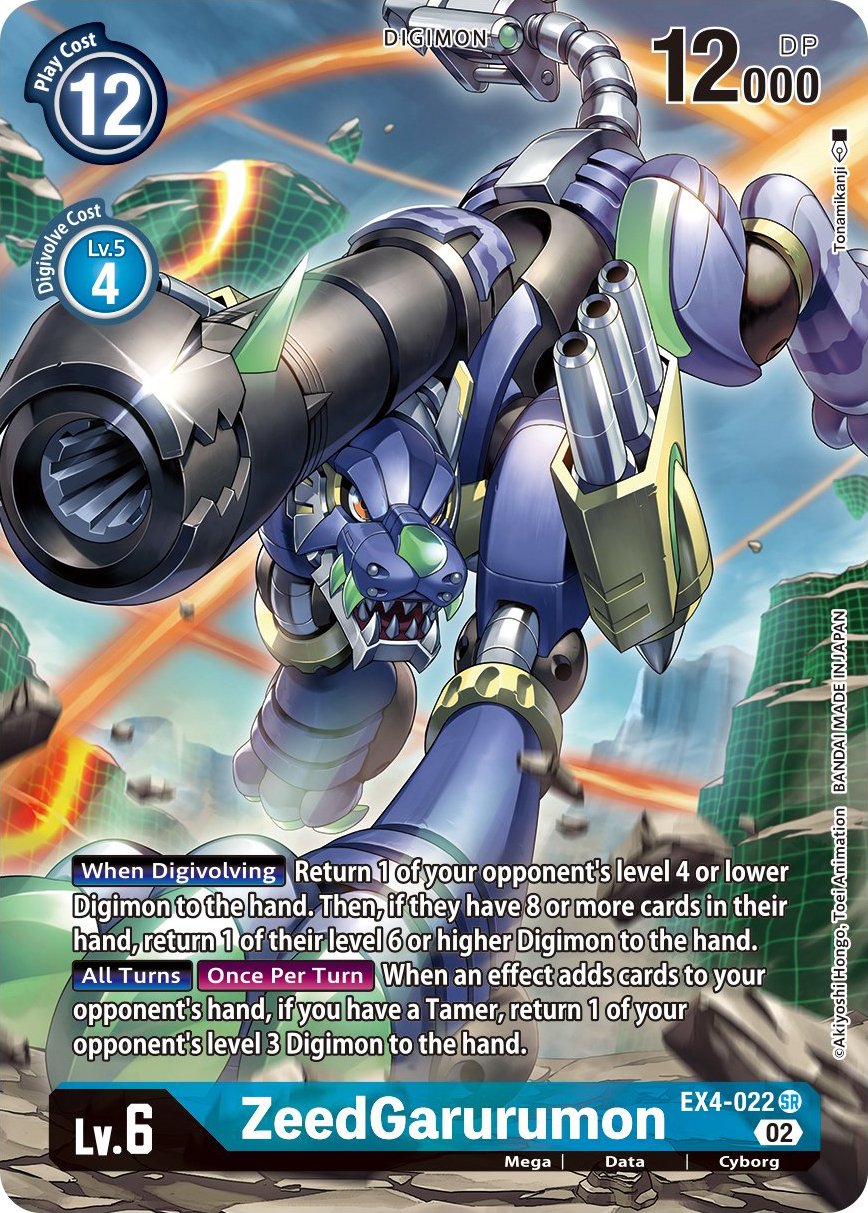 Play Cost
12
DIGIMON
12000
DP
Digivolve Cost
Lv.5
4
Tonamikanji
When Digivolving Return 1 of your opponent's level 4 or lower
Digimon to the hand. Then, if they have 8 or more cards in their
hand, return 1 of their level 6 or higher Digimon to the hand.
All Turns Once Per Turn When an effect adds cards to your
opponent's hand, if you have a Tamer, return 1 of your
opponent's level 3 Digimon to the hand.
©Akiyoshi Hongo, Toei Animation BANDAI MADE IN JAPAN
Lv.6
ZeedGarurumon
EX4-022 SR
02
Mega | Data | Cyborg